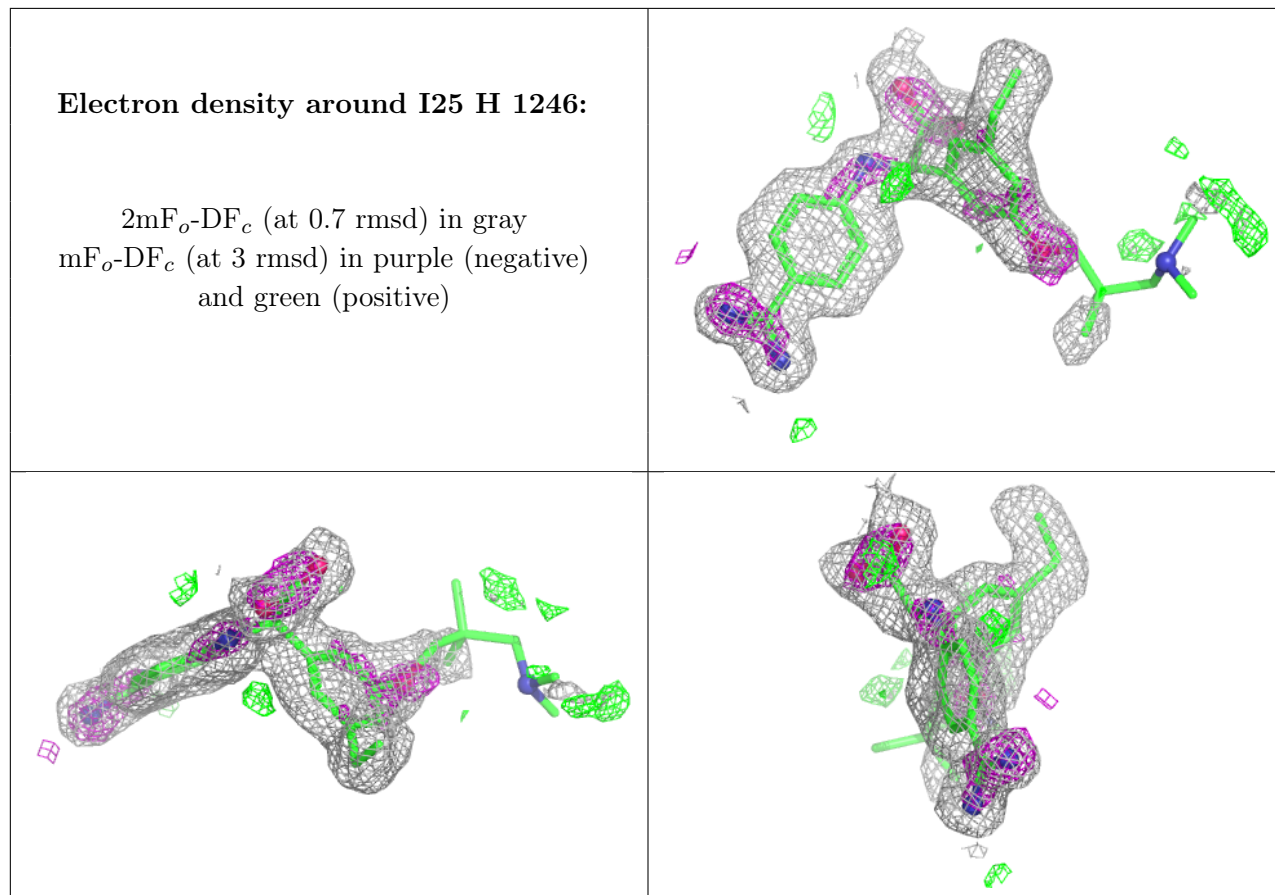 Electron density around I25 H 1246:
2mFₒ-DF𝒸 (at 0.7 rmsd) in gray
mFₒ-DF𝒸 (at 3 rmsd) in purple (negative)
and green (positive)